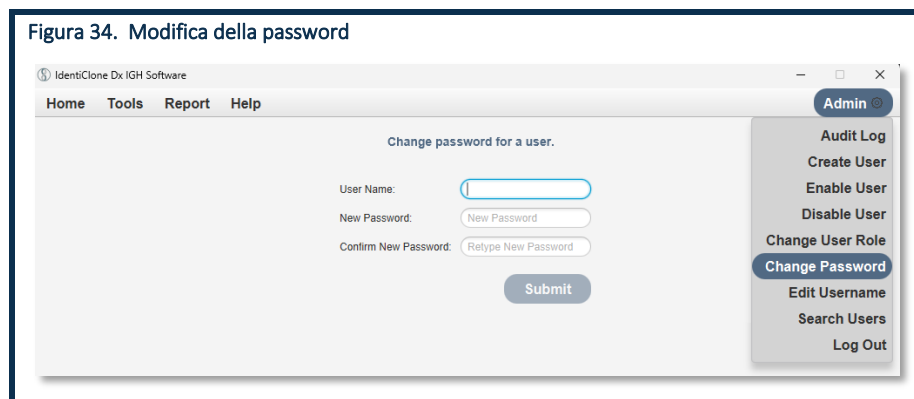 Figura 34. Modifica della password
IdentiClone Dx IGH Software
Home Tools Report Help Admin
Change password for a user.
User Name:
New Password: New Password
Confirm New Password: Retype New Password
Submit
Audit Log
Create User
Enable User
Disable User
Change User Role
Change Password
Edit Username
Search Users
Log Out